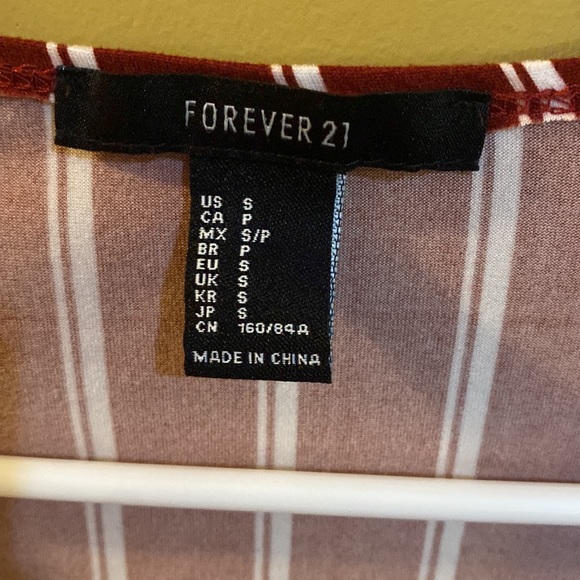 FOREVER 21
US S
CA P
MX S/P
BR P
EU S
UK S
KR S
JP S
CN 160/84A
MADE IN CHINA